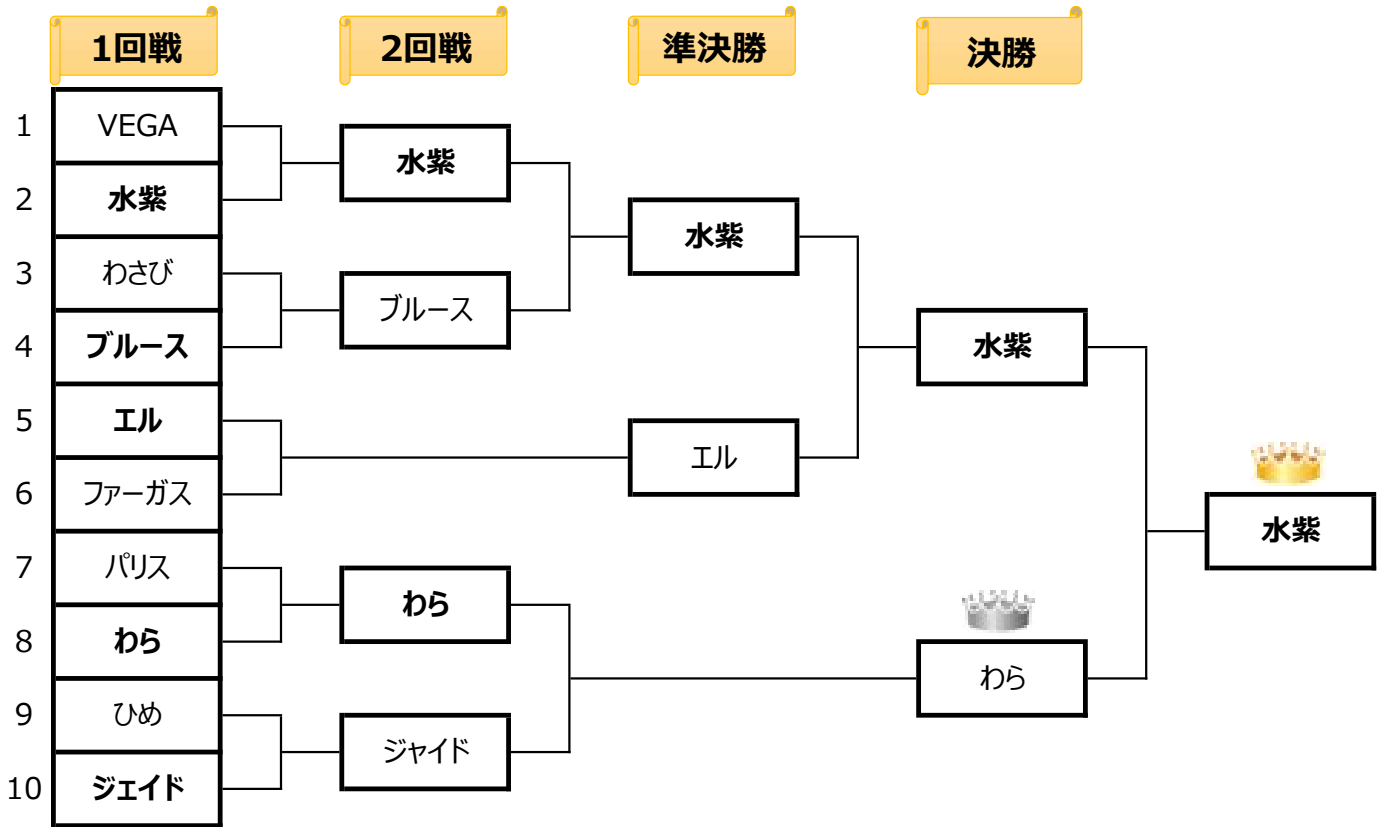 1回戦
2回戦
準決勝
決勝
1 VEGA
2 水紫
3 わさび
4 ブルース
5 エル
6 ファーガス
7 パリス
8 わら
9 ひめ
10 ジェイド
水紫
ブルース
わら
ジャイド
水紫
エル
水紫
わら
水紫